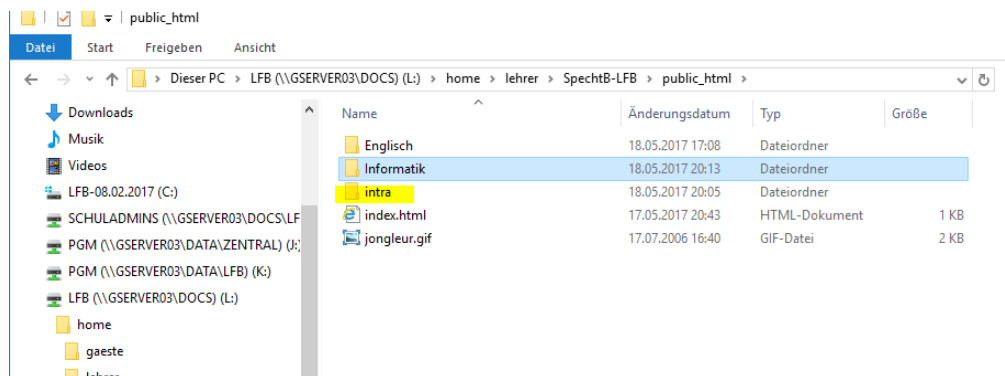 public_html
Datei Start Freigeben Ansicht
Dieser PC > LFB (\\GSERVER03\DOCS) (L:) > home > lehrer > SpechtB-LFB > public_html >
Downloads
Musik
Videos
LFB-08.02.2017 (C:)
SCHULADMINS (\\GSERVER03\DOCS\LF
PGM (\\GSERVER03\DATA\ZENTRAL) (J:)
PGM (\\GSERVER03\DATA\LFB) (K:)
LFB (\\GSERVER03\DOCS) (L:)
home
gaeste
lehrer
Name Änderungsdatum Typ Größe
Englisch 18.05.2017 17:08 Dateiordner
Informatik 18.05.2017 20:13 Dateiordner
intra 18.05.2017 20:05 Dateiordner
index.html 17.05.2017 20:43 HTML-Dokument 1 KB
jongleur.gif 17.07.2006 16:40 GIF-Datei 2 KB